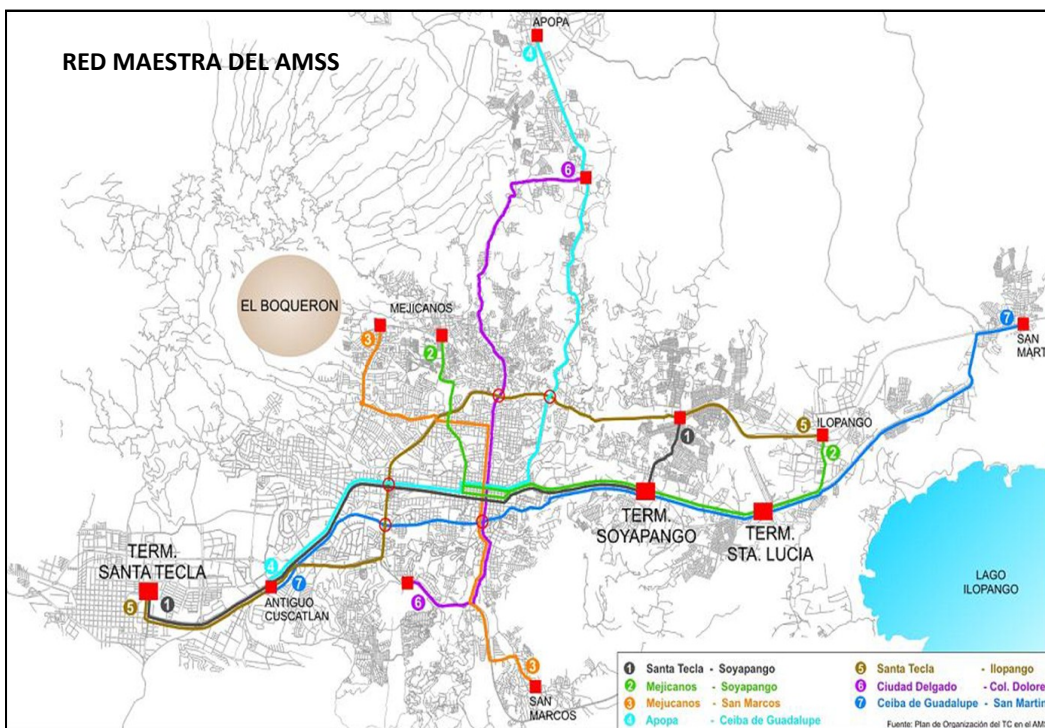 RED MAESTRA DEL AMSS
APOPA
4
6
EL BOQUERON
MEJICANOS
3
2
7
SAN
MART
5
ILOPANGO
2
1
TERM.
SOYAPANGO
TERM.
STA. LUCIA
TERM.
SANTA TECLA
5
1
4
7
ANTIGUO
CUSCATLAN
6
LAGO
ILOPANGO
3
SAN
MARCOS
1 Santa Tecla - Soyapango
2 Mejicanos - Soyapango
3 Mejucanos - San Marcos
4 Apopa - Ceiba de Guadalupe
5 Santa Tecla - Ilopango
6 Ciudad Delgado - Col. Dolore
7 Ceiba de Guadalupe - San Martin
Fuente: Plan de Organización del TC en el AMS